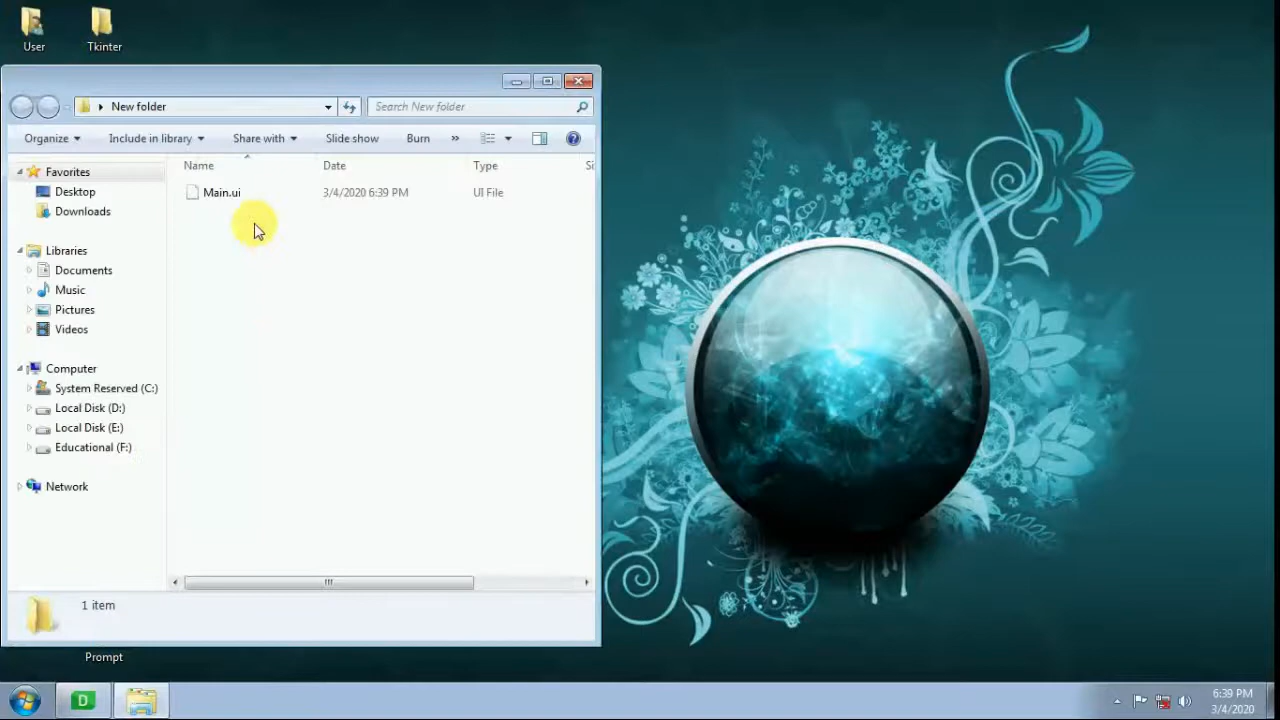 User
Tkinter
New folder
Search New folder
Organize
Include in library
Share with
Slide show
Burn
»
Name
Date
Type
Si
Main.ui
3/4/2020 6:39 PM
UI File
Favorites
Desktop
Downloads
Libraries
Documents
Music
Pictures
Videos
Computer
System Reserved (C:)
Local Disk (D:)
Local Disk (E:)
Educational (F:)
Network
1 item
Prompt
D
6:39 PM
3/4/2020